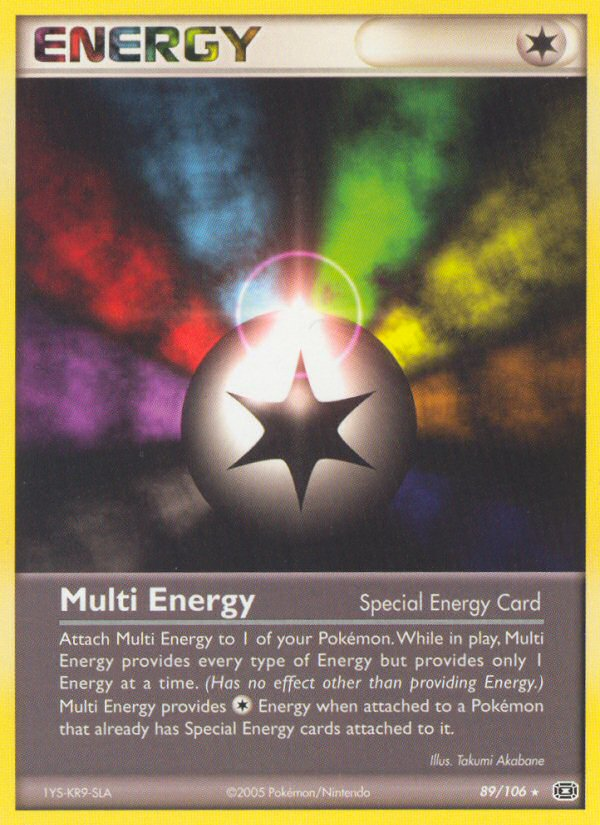 ENERGY
Multi Energy
Special Energy Card
Attach Multi Energy to 1 of your Pokémon. While in play, Multi
Energy provides every type of Energy but provides only 1
Energy at a time. (Has no effect other than providing Energy.)
Multi Energy provides Energy when attached to a Pokémon
that already has Special Energy cards attached to it.
Illus. Takumi Akabane
1YS-KR9-SLA
©2005 Pokémon/Nintendo
89/106 ★